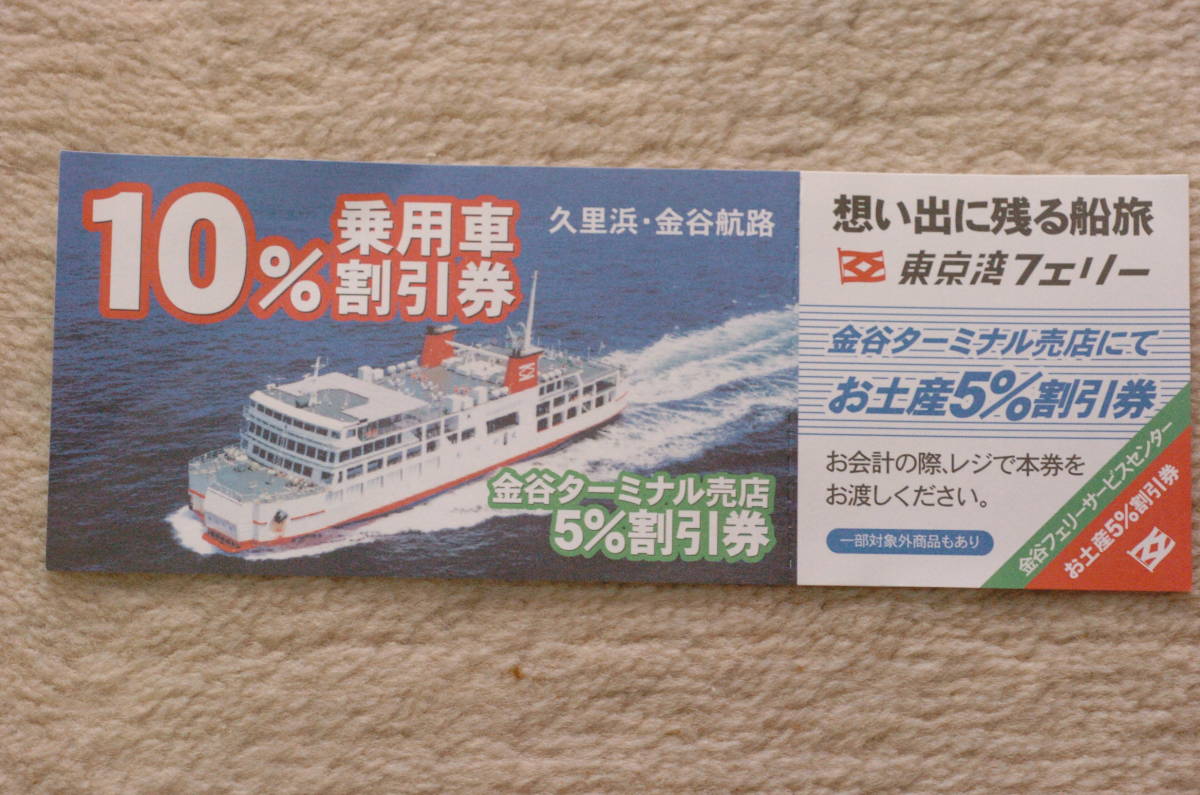 10%
乗用車
割引券
久里浜・金谷航路
金谷ターミナル売店
5%割引券
想い出に残る船旅
東京湾フェリー
金谷ターミナル売店にて
お土産5%割引券
お会計の際、レジで本券を
お渡しください。
一部対象外商品もあり
金谷フェリーサービスセンター
お土産5%割引券